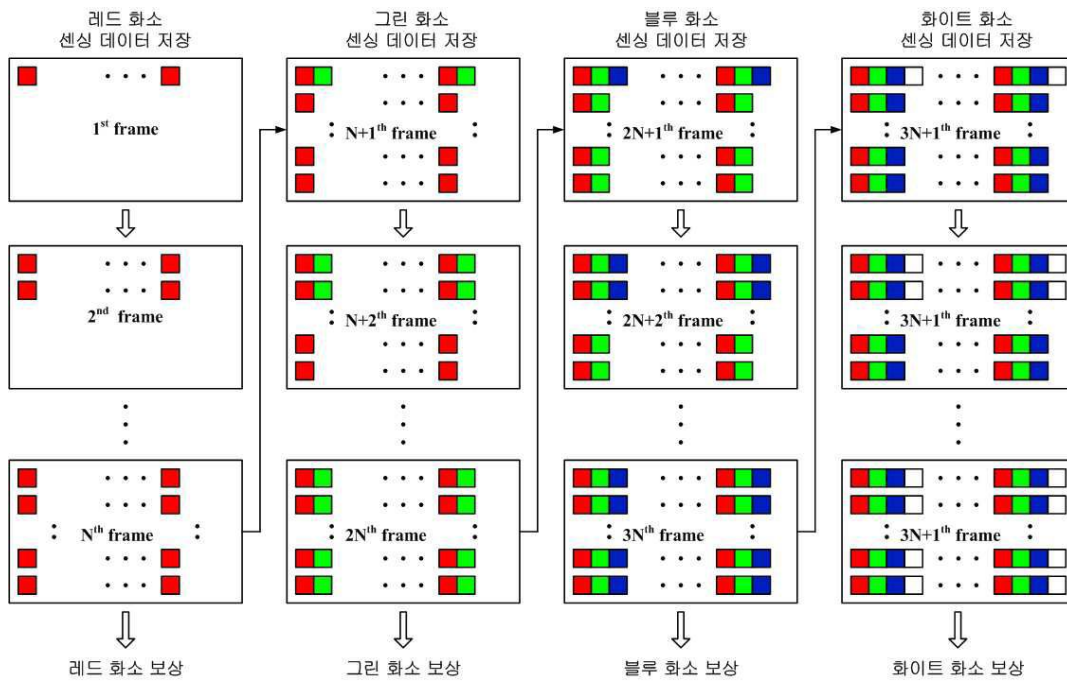 레드 화소
센싱 데이터 저장
1st frame
2nd frame
Nth frame
레드 화소 보상
그린 화소
센싱 데이터 저장
N+1th frame
N+2th frame
2Nth frame
그린 화소 보상
블루 화소
센싱 데이터 저장
2N+1th frame
2N+2th frame
3Nth frame
블루 화소 보상
화이트 화소
센싱 데이터 저장
3N+1th frame
3N+1th frame
3N+1th frame
화이트 화소 보상